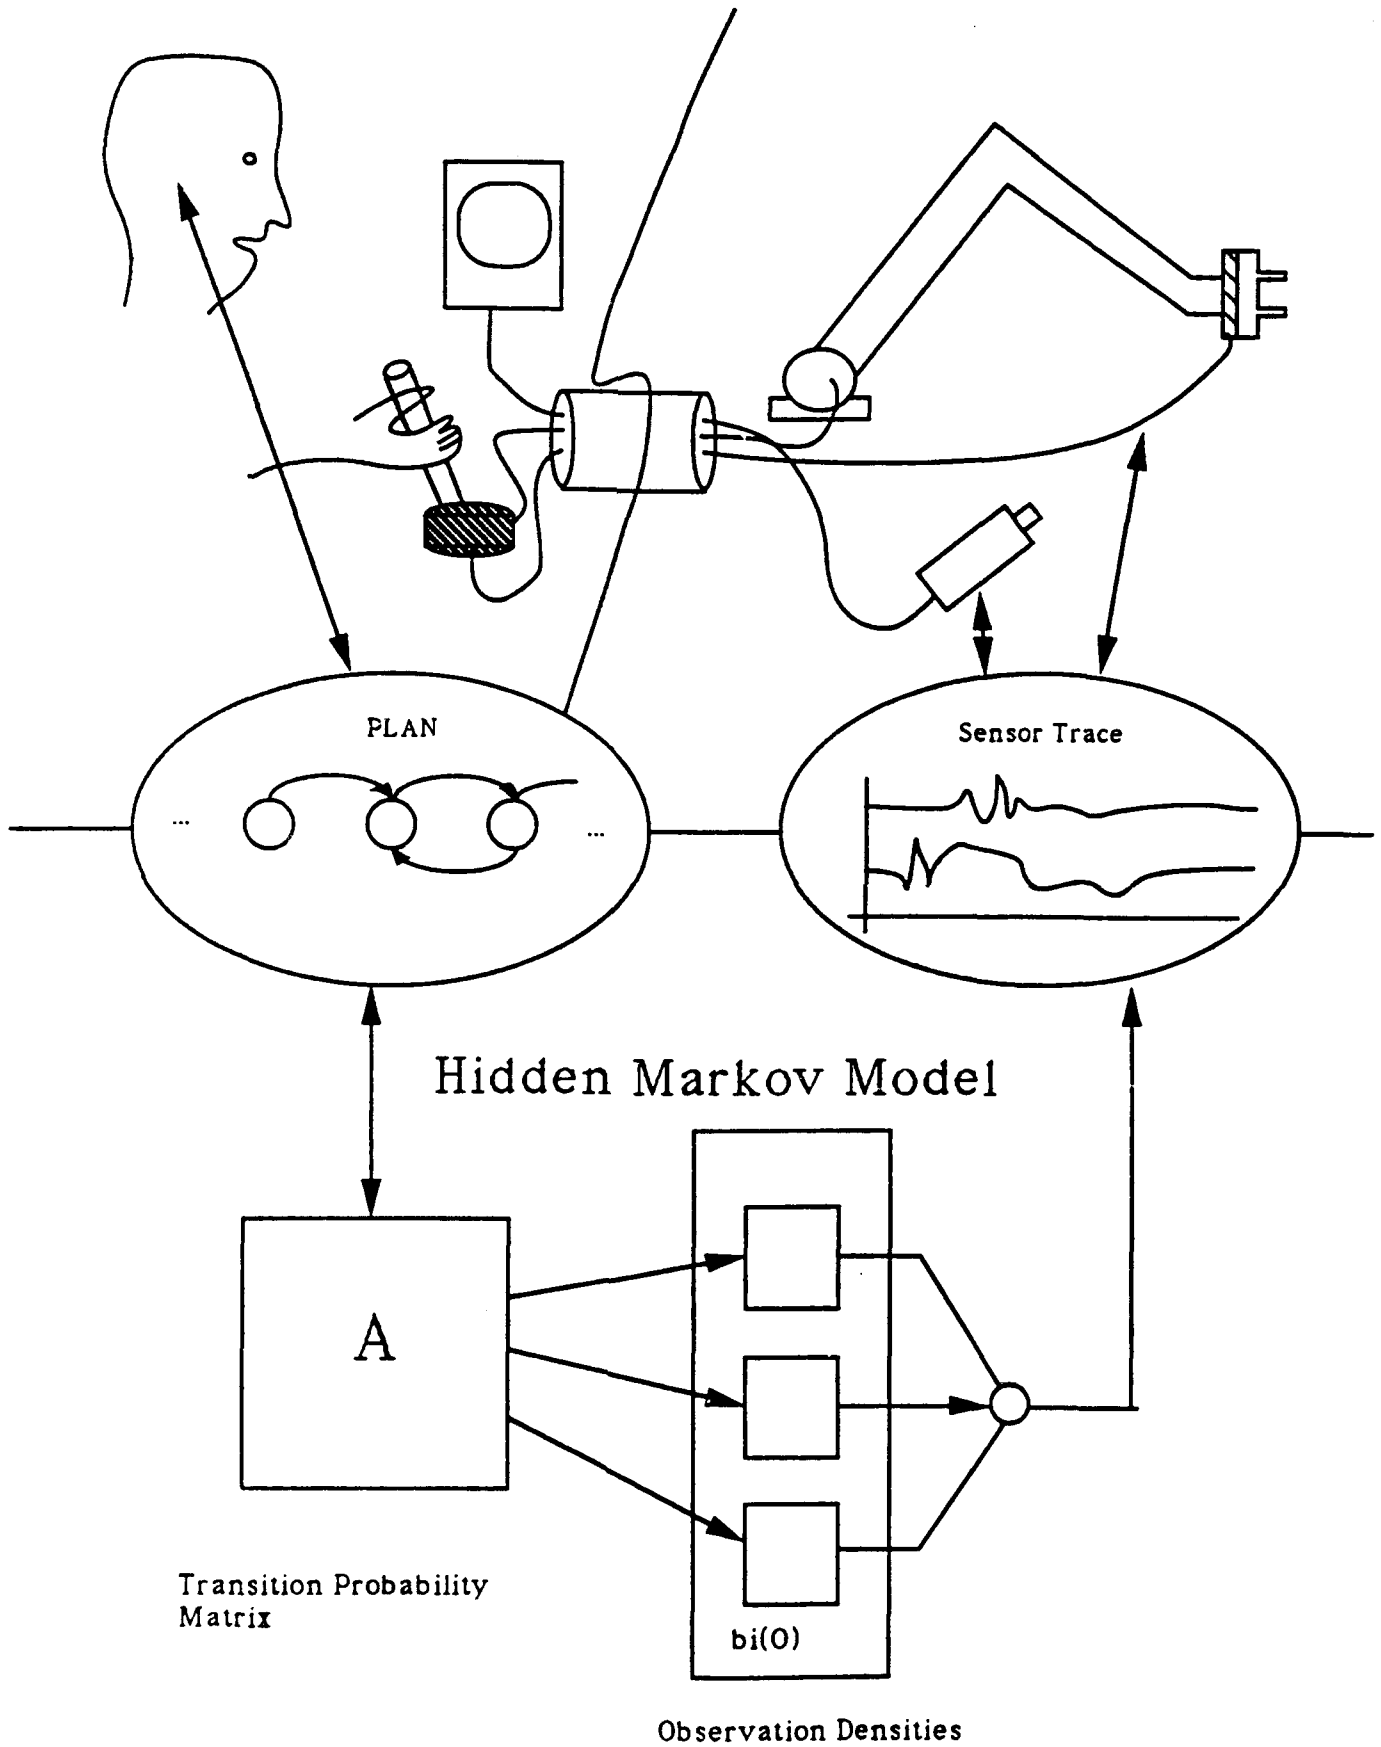 PLAN
Sensor Trace
...
...
Hidden Markov Model
A
Transition Probability
Matrix
bi(O)
Observation Densities